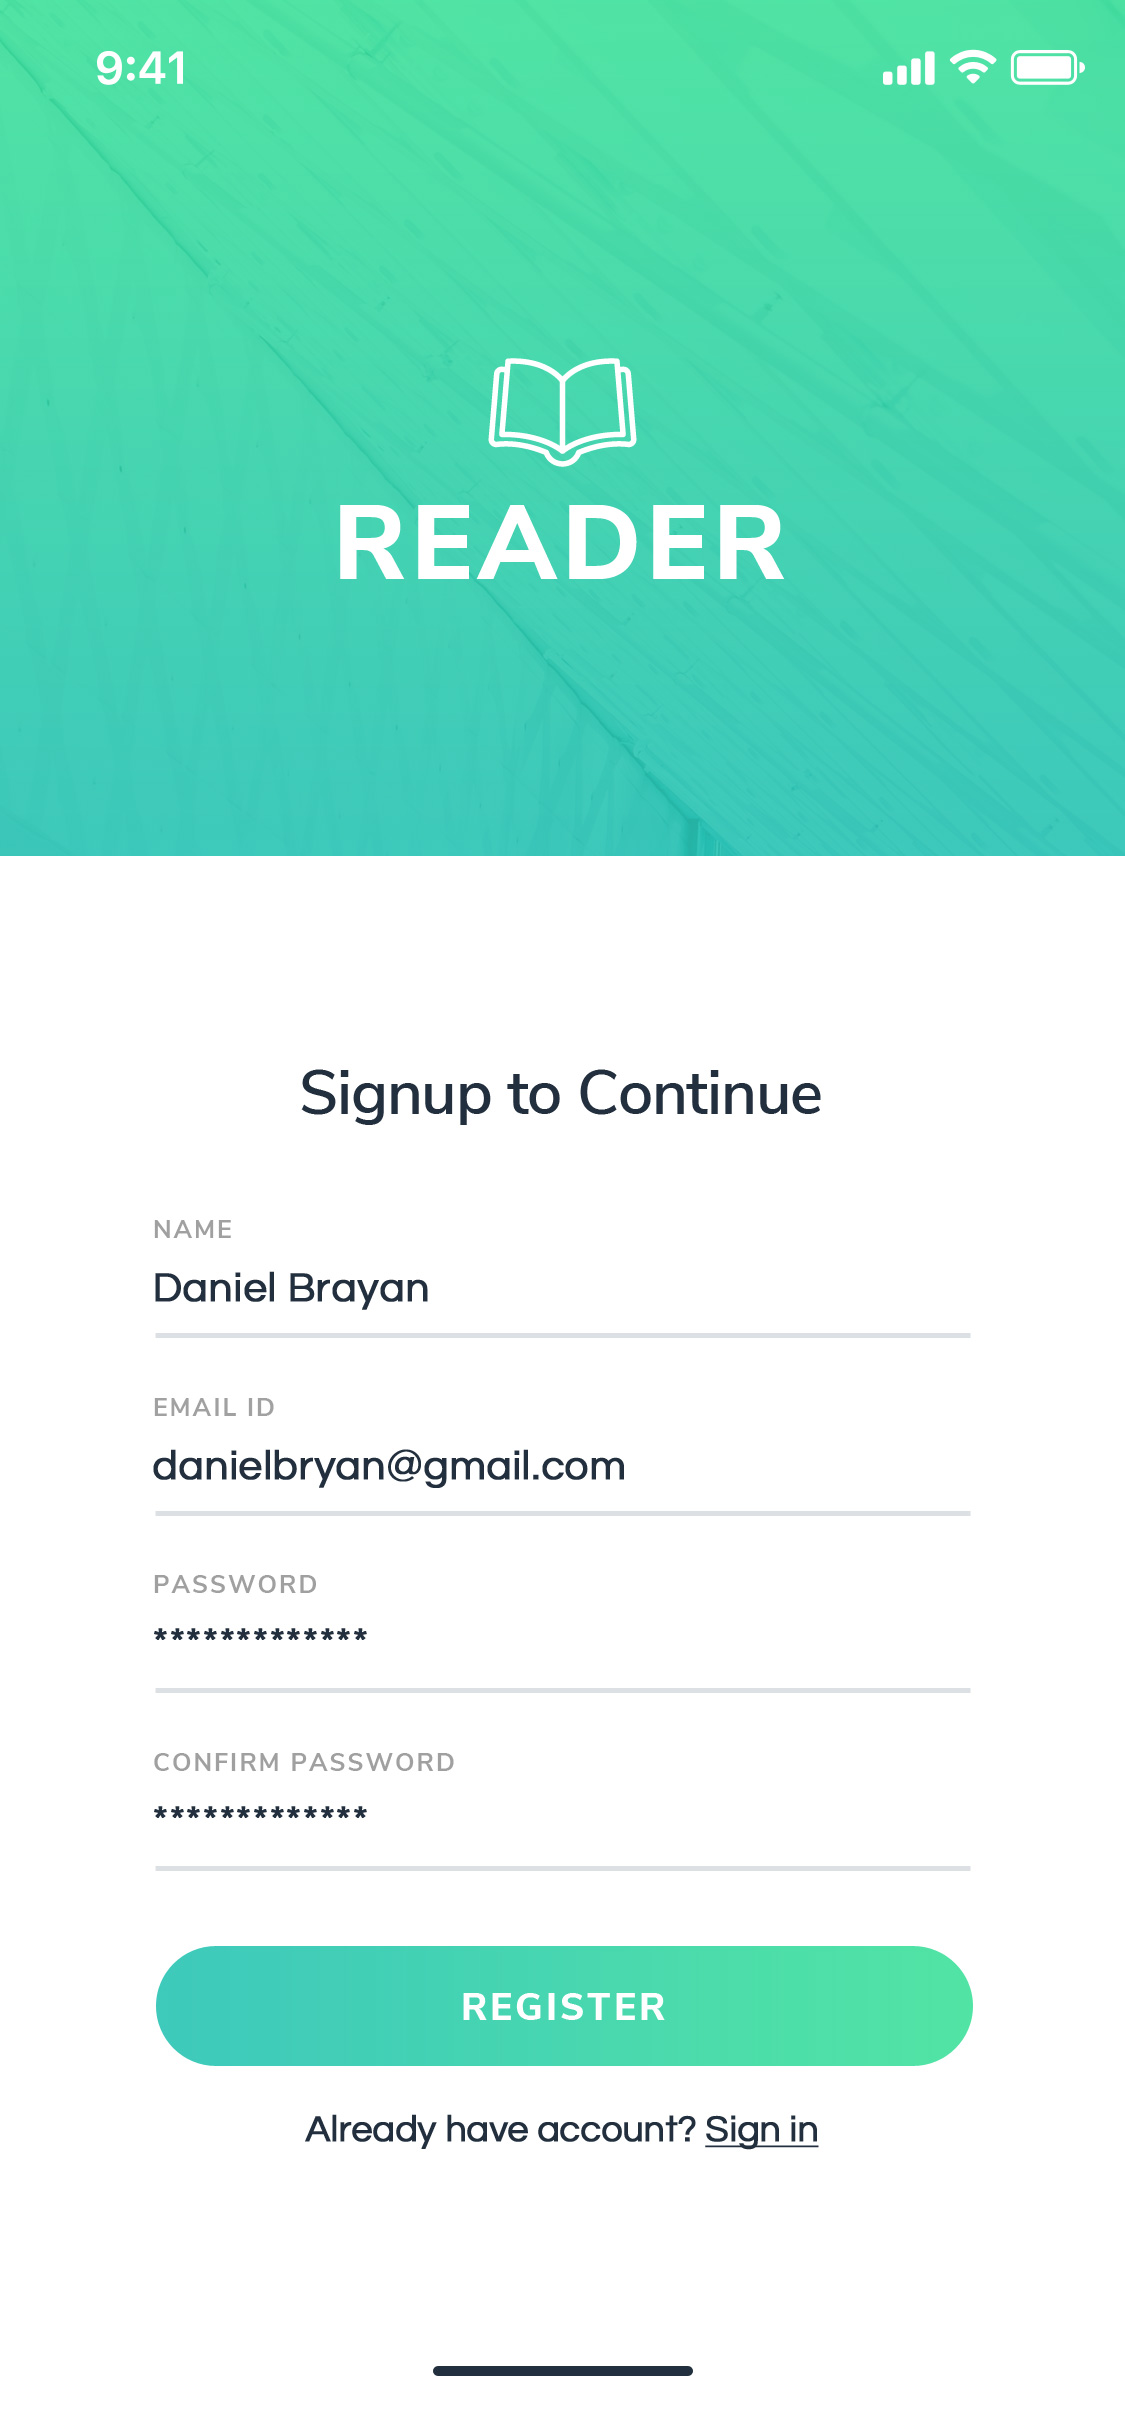 9:41
READER
Signup to Continue
NAME
Daniel Brayan
EMAIL ID
danielbryan@gmail.com
PASSWORD
*************
CONFIRM PASSWORD
*************
REGISTER
Already have account? Sign in